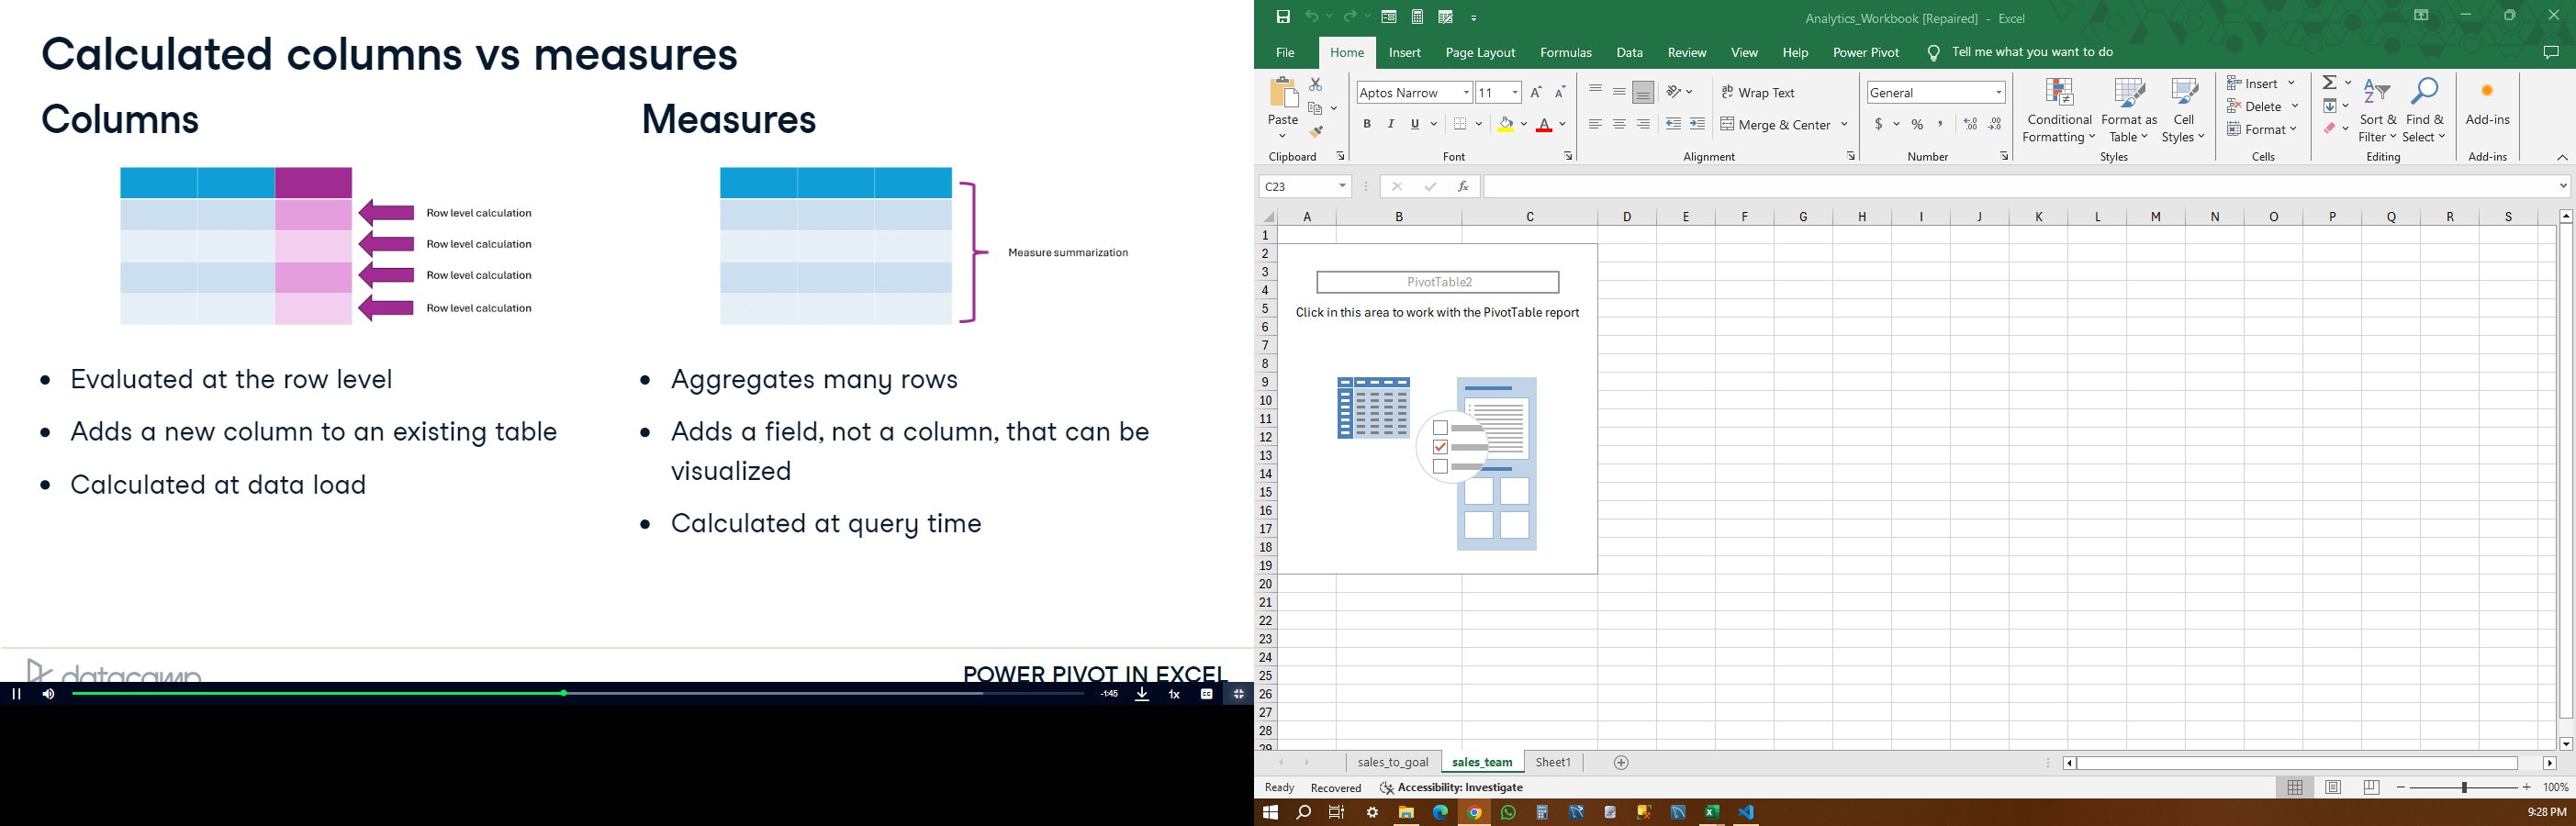 Calculated columns vs measures
Columns
Measures
Row level calculation
Row level calculation
Row level calculation
Row level calculation
Measure summarization
Evaluated at the row level
Adds a new column to an existing table
Calculated at data load
Aggregates many rows
Adds a field, not a column, that can be
visualized
Calculated at query time
datacamp
POWER PIVOT IN EXCEL
-1:45
1x
CC
Analytics_Workbook [Repaired] - Excel
File Home Insert Page Layout Formulas Data Review View Help Power Pivot Tell me what you want to do
Paste
Clipboard
Aptos Narrow 11
B I U A
Font
Wrap Text
Merge & Center
Alignment
General
$ % ,
Number
Conditional
Formatting
Format as
Table
Cell
Styles
Styles
Insert
Delete
Format
Cells
Sort &
Filter
Find &
Select
Editing
Add-ins
Add-ins
C23
fx
A B C D E F G H I J K L M N O P Q R S
1
2
3
4
5
6
7
8
9
10
11
12
13
14
15
16
17
18
19
20
21
22
23
24
25
26
27
28
29
PivotTable2
Click in this area to work with the PivotTable report
sales_to_goal sales_team Sheet1
Ready Recovered Accessibility: Investigate
100%
9:28 PM